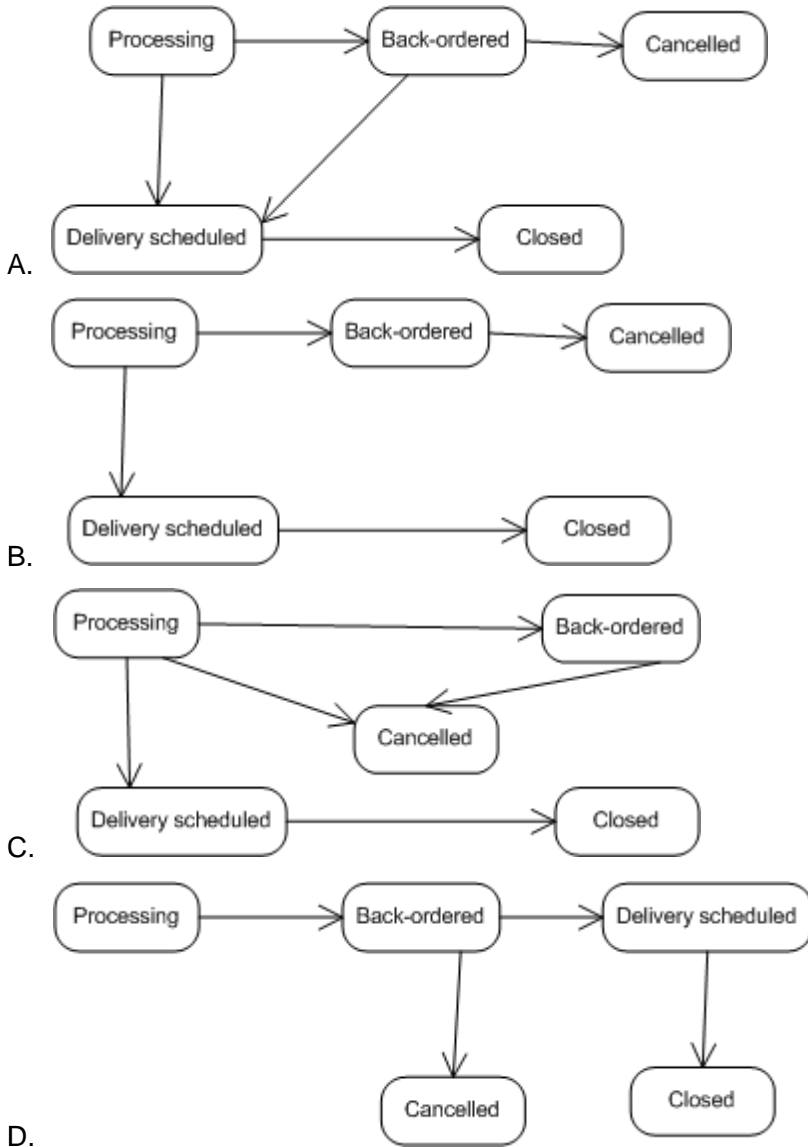 Processing Back-ordered Cancelled
A. Delivery scheduled Closed
Processing Back-ordered Cancelled
Delivery scheduled Closed
B.
Processing Back-ordered
Cancelled
Delivery scheduled Closed
C.
Processing Back-ordered Delivery scheduled
Cancelled Closed
D.